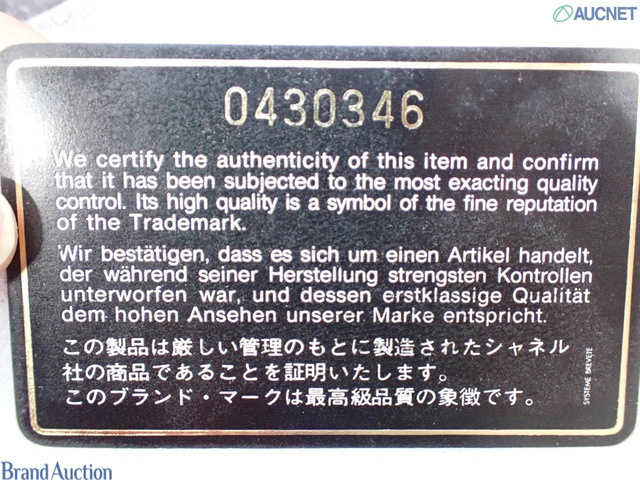 AUCNET
0430346
We certify the authenticity of this item and confirm
that it has been subjected to the most exacting quality
control. Its high quality is a symbol of the fine reputation
of the Trademark.
Wir bestätigen, dass es sich um einen Artikel handelt,
der während seiner Herstellung strengsten Kontrollen
unterworfen war, und dessen erstklassige Qualität
dem hohen Ansehen unserer Marke entspricht.
この製品は厳しい管理のもとに製造されたシャネル
社の商品であることを証明いたします。
このブランド・マークは最高級品質の象徴です。
SYSTEME BREVETE
Brand Auction